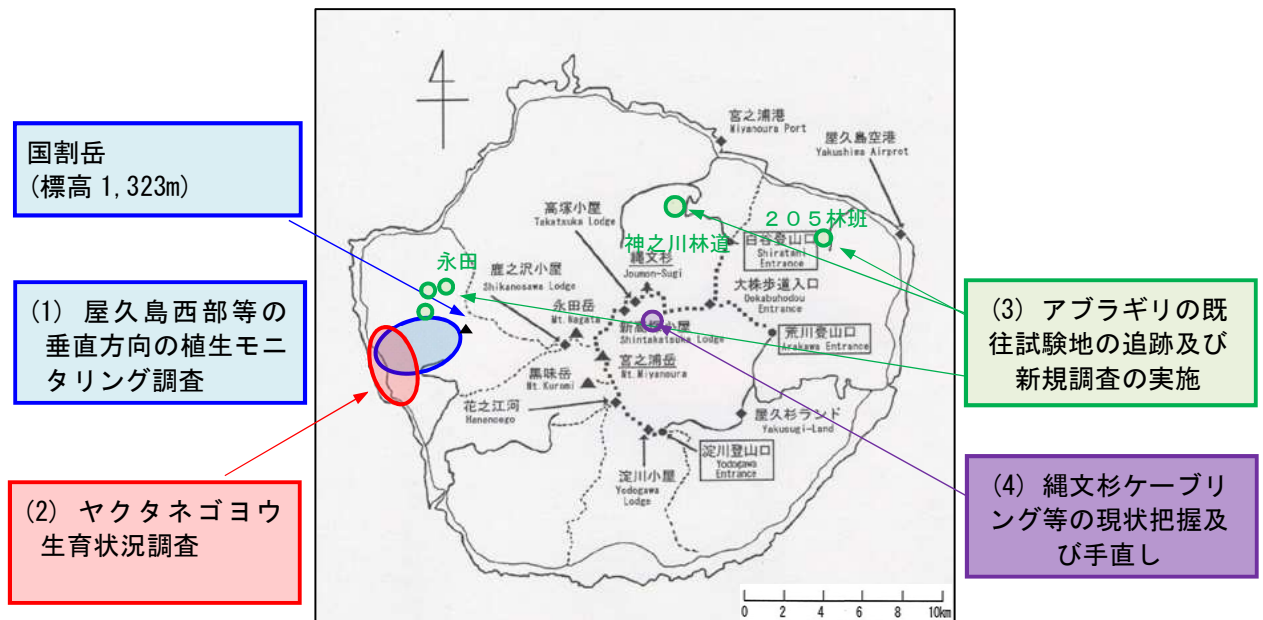 国割岳
(標高 1,323m)
(1) 屋久島西部等の
垂直方向の植生モニ
タリング調査
(2) ヤクタネゴヨウ
生育状況調査
宮之浦港
Miyanoura Port
屋久島空港
Yakushima Airprot
高塚小屋
Takatsuka Lodge
神之川林道
205林班
白谷登山口
Shiratani
Entrance
縄文杉
Joumon-Sugi
永田
鹿之沢小屋
Shikanosawa Lodge
大株歩道入口
Ookabuhodou
Entrance
永田岳
Mt.Nagata
新高塚小屋
Shintakatsuka Lodge
荒川登山口
Arakawa Entrance
宮之浦岳
Mt.Miyanoura
黒味岳
Mt.Kuromi
花之江河
Hananoego
屋久杉ランド
Yakusugi-Land
淀川登山口
Yodogawa
Entrance
淀川小屋
Yodogawa
Lodge
0 2 4 6 8 10km
(3) アブラギリの既
往試験地の追跡及び
新規調査の実施
(4) 縄文杉ケーブリ
ング等の現状把握及
び手直し